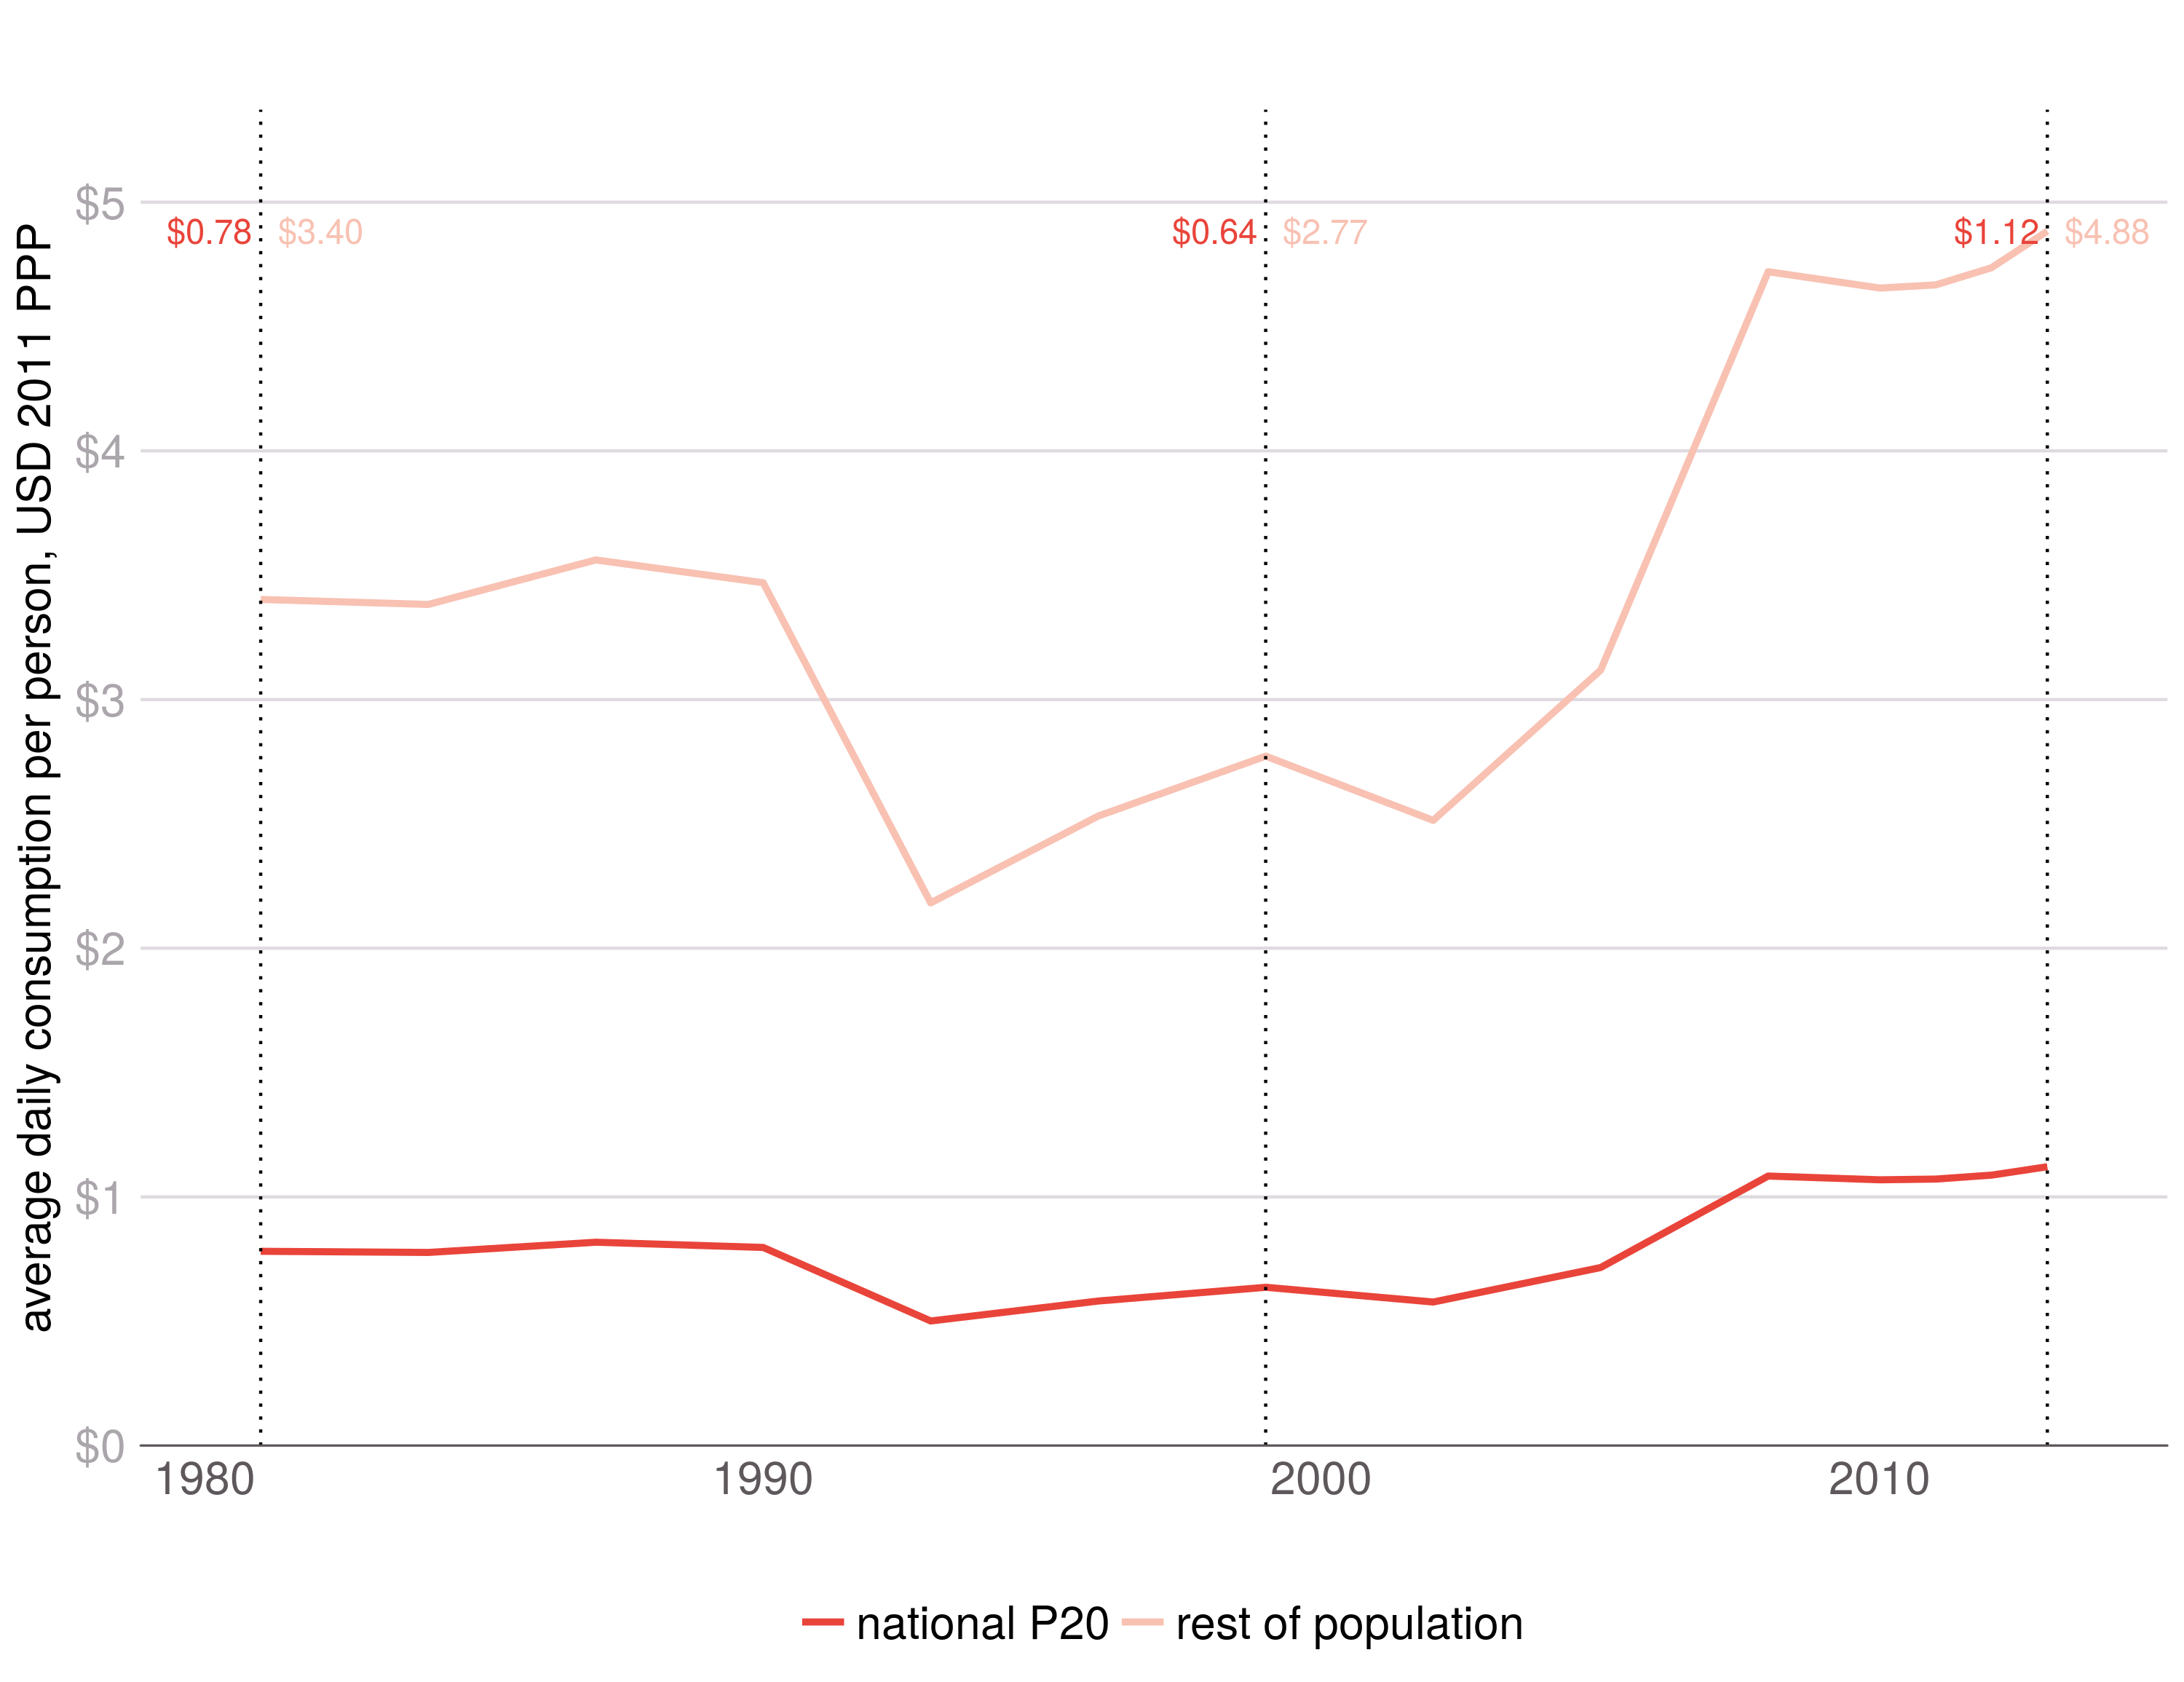 average daily consumption per person, USD 2011 PPP
$5
$0.78 $3.40 $0.64 $2.77 $1.12 $4.88
$4
$3
$2
$1
$0
1980 1990 2000 2010
national P20 rest of population